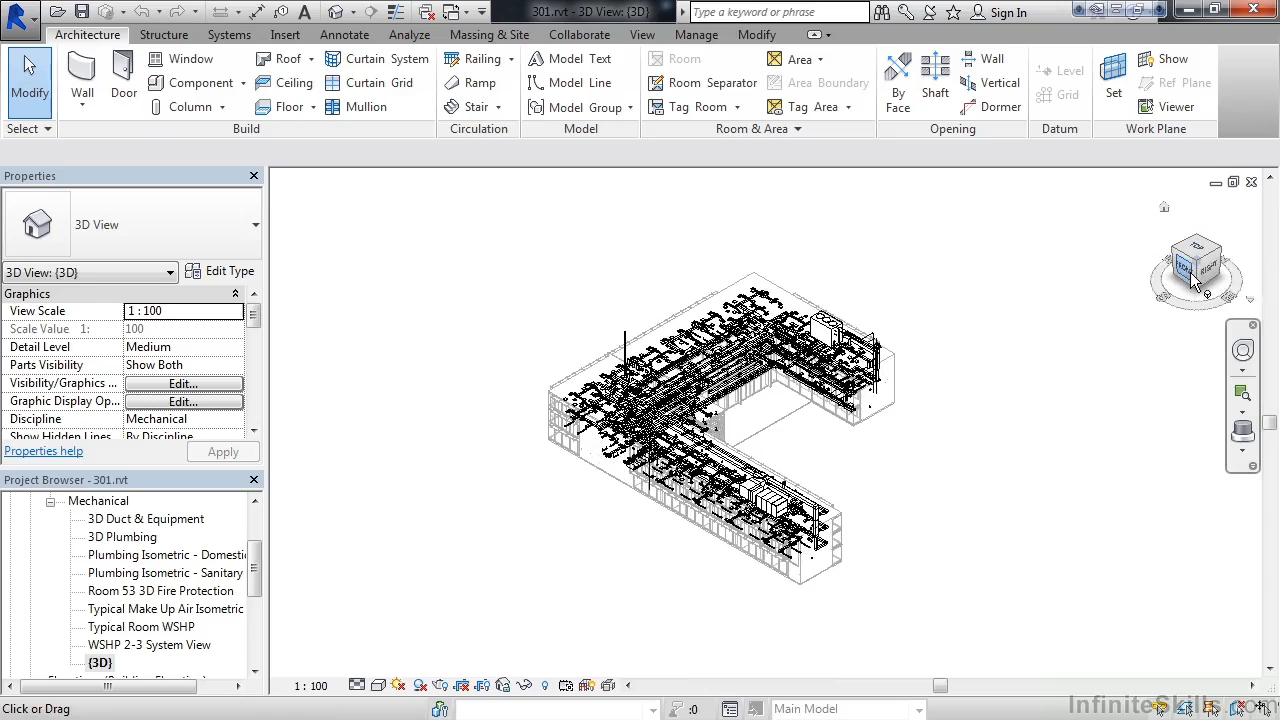 301.rvt - 3D View: {3D}
Type a keyword or phrase
Sign In
Architecture Structure Systems Insert Annotate Analyze Massing & Site Collaborate View Manage Modify
Modify
Select
Wall
Door
Window
Component
Column
Roof
Ceiling
Floor
Curtain System
Curtain Grid
Mullion
Build
Railing
Ramp
Stair
Circulation
Model Text
Model Line
Model Group
Model
Room
Room Separator
Tag Room
Area
Area Boundary
Tag Area
Room & Area
By
Face
Shaft
Wall
Vertical
Dormer
Opening
Level
Grid
Datum
Set
Show
Ref Plane
Viewer
Work Plane
Properties
3D View
3D View: {3D}
Edit Type
Graphics
View Scale 1 : 100
Scale Value 1: 100
Detail Level Medium
Parts Visibility Show Both
Visibility/Graphics ... Edit...
Graphic Display Op... Edit...
Discipline Mechanical
Show Hidden Lines By Discipline
Properties help
Apply
Project Browser - 301.rvt
Mechanical
3D Duct & Equipment
3D Plumbing
Plumbing Isometric - Domesti
Plumbing Isometric - Sanitary
Room 53 3D Fire Protection
Typical Make Up Air Isometric
Typical Room WSHP
WSHP 2-3 System View
{3D}
TOP
FRONT
RIGHT
1 : 100
Click or Drag
:0
Main Model
InfiniteSkills.com